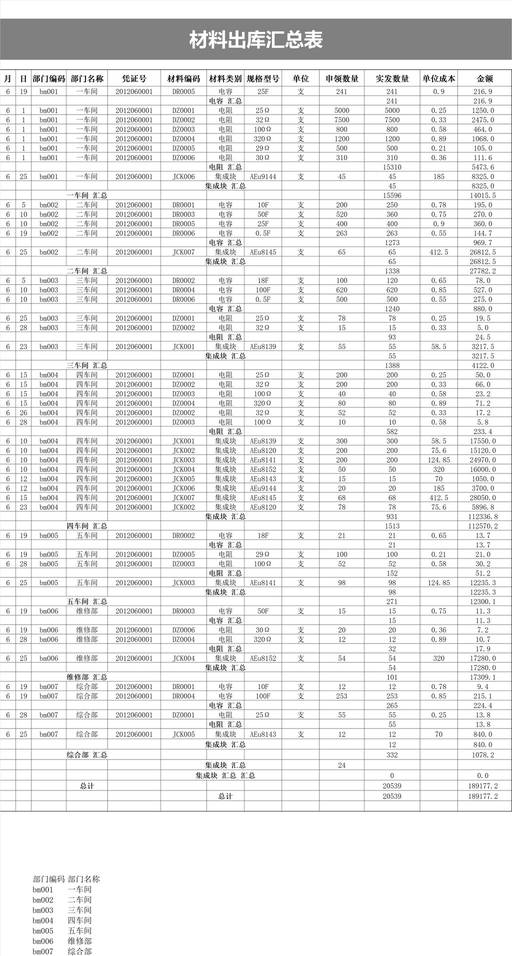 材料出库汇总表
月 日 部门编码 部门名称 凭证号 材料编码 材料类别 规格型号 单位 申领数量 实发数量 单位成本 金额
6 19 bm001 一车间 2012060001 DR0005 电容 25F 支 241 241 0.9 216.9
电容 汇总 241 216.9
6 1 bm001 一车间 2012060001 DZ0001 电阻 25Ω 支 5000 5000 0.25 1250.0
6 1 bm001 一车间 2012060001 DZ0002 电阻 32Ω 支 7500 7500 0.33 2475.0
6 1 bm001 一车间 2012060001 DZ0003 电阻 100Ω 支 800 800 0.58 464.0
6 1 bm001 一车间 2012060001 DZ0004 电阻 320Ω 支 1200 1200 0.89 1068.0
6 1 bm001 一车间 2012060001 DZ0005 电阻 29Ω 支 500 500 0.21 105.0
6 1 bm001 一车间 2012060001 DZ0006 电阻 30Ω 支 310 310 0.36 111.6
电阻 汇总 15310 5473.6
6 25 bm001 一车间 2012060001 JCK006 集成块 AEu9144 支 45 45 185 8325.0
集成块 汇总 45 8325.0
一车间 汇总 15596 14015.5
6 5 bm002 二车间 2012060001 DR0001 电容 10F 支 200 250 0.78 195.0
6 10 bm002 二车间 2012060001 DR0003 电容 50F 支 520 360 0.75 270.0
6 10 bm002 二车间 2012060001 DR0005 电容 25F 支 400 400 0.9 360.0
6 19 bm002 二车间 2012060001 DR0006 电容 0.5F 支 263 263 0.55 144.7
电容 汇总 1273 969.7
6 25 bm002 二车间 2012060001 JCK007 集成块 AEu8145 支 65 65 412.5 26812.5
集成块 汇总 65 26812.5
二车间 汇总 1338 27782.2
6 5 bm003 三车间 2012060001 DR0002 电容 18F 支 100 120 0.65 78.0
6 10 bm003 三车间 2012060001 DR0004 电容 100F 支 620 620 0.85 527.0
6 10 bm003 三车间 2012060001 DR0006 电容 0.5F 支 500 500 0.55 275.0
电容 汇总 1240 880.0
6 25 bm003 三车间 2012060001 DZ0001 电阻 25Ω 支 78 78 0.25 19.5
6 28 bm003 三车间 2012060001 DZ0002 电阻 32Ω 支 15 15 0.33 5.0
电阻 汇总 93 24.5
6 23 bm003 三车间 2012060001 JCK001 集成块 AEu8139 支 55 55 58.5 3217.5
集成块 汇总 55 3217.5
三车间 汇总 1388 4122.0
6 15 bm004 四车间 2012060001 DZ0001 电阻 25Ω 支 200 200 0.25 50.0
6 15 bm004 四车间 2012060001 DZ0002 电阻 32Ω 支 200 200 0.33 66.0
6 15 bm004 四车间 2012060001 DZ0003 电阻 100Ω 支 40 40 0.58 23.2
6 15 bm004 四车间 2012060001 DZ0004 电阻 320Ω 支 80 80 0.89 71.2
6 26 bm004 四车间 2012060001 DZ0002 电阻 32Ω 支 52 52 0.33 17.2
6 28 bm004 四车间 2012060001 DZ0003 电阻 100Ω 支 10 10 0.58 5.8
电阻 汇总 582 233.4
6 10 bm004 四车间 2012060001 JCK001 集成块 AEu8139 支 300 300 58.5 17550.0
6 10 bm004 四车间 2012060001 JCK002 集成块 AEu8120 支 200 200 75.6 15120.0
6 10 bm004 四车间 2012060001 JCK003 集成块 AEu8141 支 200 200 124.85 24970.0
6 10 bm004 四车间 2012060001 JCK004 集成块 AEu8152 支 50 50 320 16000.0
6 12 bm004 四车间 2012060001 JCK005 集成块 AEu8143 支 15 15 70 1050.0
6 12 bm004 四车间 2012060001 JCK006 集成块 AEu9144 支 20 20 185 3700.0
6 15 bm004 四车间 2012060001 JCK007 集成块 AEu8145 支 68 68 412.5 28050.0
6 23 bm004 四车间 2012060001 JCK002 集成块 AEu8120 支 78 78 75.6 5896.8
集成块 汇总 931 112336.8
四车间 汇总 1513 112570.2
6 19 bm005 五车间 2012060001 DR0002 电容 18F 支 21 21 0.65 13.7
电容 汇总 21 13.7
6 19 bm005 五车间 2012060001 DZ0005 电阻 29Ω 支 100 100 0.21 21.0
6 28 bm005 五车间 2012060001 DZ0003 电阻 100Ω 支 52 52 0.58 30.2
电阻 汇总 152 51.2
6 25 bm005 五车间 2012060001 JCK003 集成块 AEu8141 支 98 98 124.85 12235.3
集成块 汇总 98 12235.3
五车间 汇总 271 12300.1
6 19 bm006 维修部 2012060001 DR0003 电容 50F 支 15 15 0.75 11.3
电容 汇总 15 11.3
6 19 bm006 维修部 2012060001 DZ0006 电阻 30Ω 支 20 20 0.36 7.2
6 28 bm006 维修部 2012060001 DZ0004 电阻 320Ω 支 12 12 0.89 10.7
电阻 汇总 32 17.9
6 25 bm006 维修部 2012060001 JCK004 集成块 AEu8152 支 54 54 320 17280.0
集成块 汇总 54 17280.0
维修部 汇总 101 17309.1
6 19 bm007 综合部 2012060001 DR0001 电容 10F 支 12 12 0.78 9.4
6 19 bm007 综合部 2012060001 DR0004 电容 100F 支 253 253 0.85 215.1
电容 汇总 265 224.4
6 28 bm007 综合部 2012060001 DZ0001 电阻 25Ω 支 55 55 0.25 13.8
电阻 汇总 55 13.8
6 25 bm007 综合部 2012060001 JCK005 集成块 AEu8143 支 12 12 70 840.0
集成块 汇总 12 840.0
综合部 汇总 332 1078.2
集成块 汇总 24
集成块 汇总 汇总 0 0.0
总计 20539 189177.2
总计 20539 189177.2
部门编码 部门名称
bm001 一车间
bm002 二车间
bm003 三车间
bm004 四车间
bm005 五车间
bm006 维修部
bm007 综合部